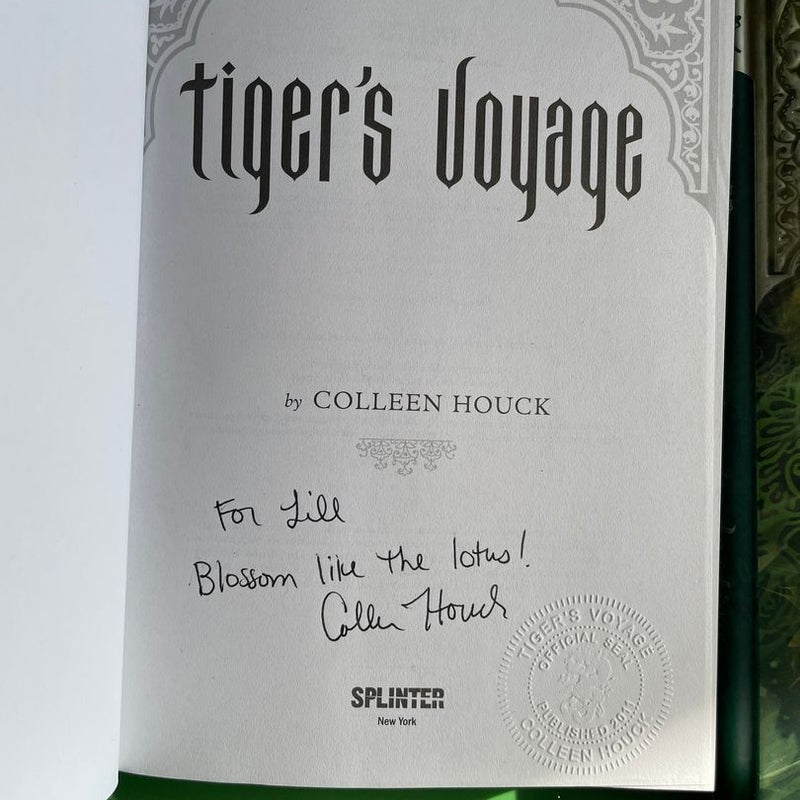 tiger's voyage
by COLLEEN HOUCK
For Lill
Blossom like the lotus!
Colleen Houck
SPLINTER
New York
TIGER'S VOYAGE
OFFICIAL SEAL
PUBLISHED 2011
COLLEEN HOUCK